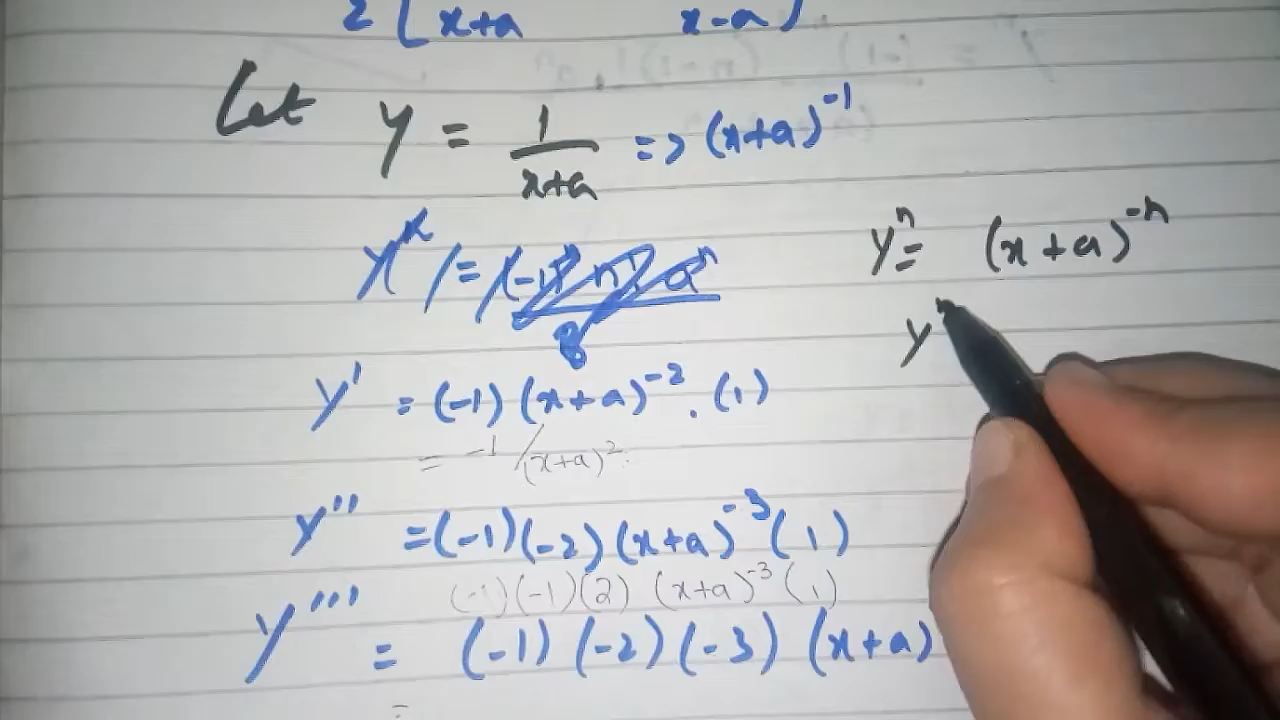 2 [ x+a x-a ]
Let y = 1/(x+a) => (x+a)^-1
y^n = (x+a)^-n
y
y' = (-1) (x+a)^-2 . (1)
= -1/(x+a)^2
y'' = (-1)(-2)(x+a)^-3 (1)
(-1)(-1)(2) (x+a)^-3 (1)
y''' = (-1) (-2) (-3) (x+a)
=